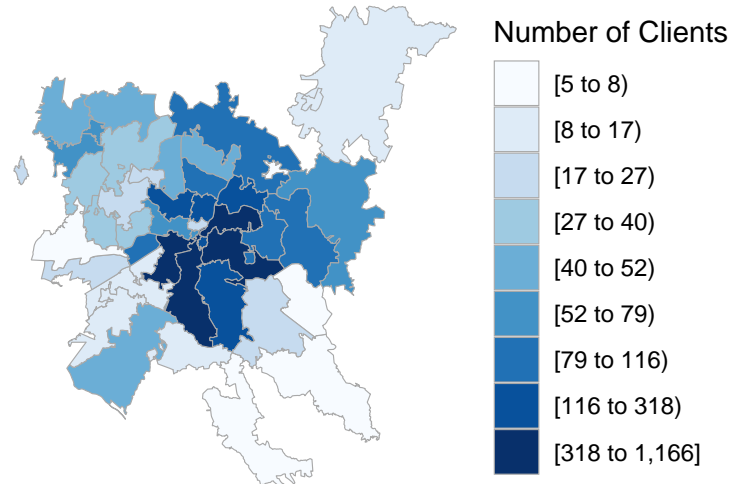 Number of Clients
[5 to 8)
[8 to 17)
[17 to 27)
[27 to 40)
[40 to 52)
[52 to 79)
[79 to 116)
[116 to 318)
[318 to 1,166]